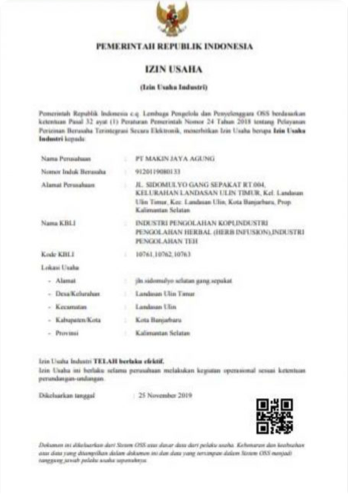 PEMERINTAH REPUBLIK INDONESIA
IZIN USAHA
(Izin Usaha Industri)
Pemerintah Republik Indonesia c.q. Lembaga Pengelola dan Penyelenggara OSS berdasarkan
ketentuan Pasal 32 ayat (1) Peraturan Pemerintah Nomor 24 Tahun 2018 tentang Pelayanan
Perizinan Berusaha Terintegrasi Secara Elektronik, menerbitkan Izin Usaha berupa Izin Usaha
Industri kepada:
Nama Perusahaan : PT MAKIN JAYA AGUNG
Nomor Induk Berusaha : 9120119080133
Alamat Perusahaan : JL. SIDOMULYO GANG SEPAKAT RT.004,
KELURAHAN LANDASAN ULIN TIMUR, Kel. Landasan
Ulin Timur, Kec. Landasan Ulin, Kota Banjarbaru, Prop
Kalimantan Selatan
Nama KBLI : INDUSTRI PENGOLAHAN KOPI,INDUSTRI
PENGOLAHAN HERBAL (HERB INFUSION),INDUSTRI
PENGOLAHAN TEH
Kode KBLI : 10761,10762,10763
Lokasi Usaha
- Alamat : jln sidomulyo selatan gang.sepakat
- Desa/Kelurahan : Landasan Ulin Timur
- Kecamatan : Landasan Ulin
- Kabupaten/Kota : Kota Banjarbaru
- Provinsi : Kalimantan Selatan
Izin Usaha Industri TELAH berlaku efektif.
Izin Usaha ini berlaku selama perusahaan melakukan kegiatan operasional sesuai ketentuan
perundang-undangan.
Dikeluarkan tanggal : 25 November 2019
Dokumen ini dikeluarkan dari Sistem OSS atas dasar data dari pelaku usaha. Kebenaran dan keabsahan
atas data yang ditampilkan dalam dokumen ini dan data yang tersimpan dalam Sistem OSS menjadi
tanggung jawab pelaku usaha sepenuhnya.